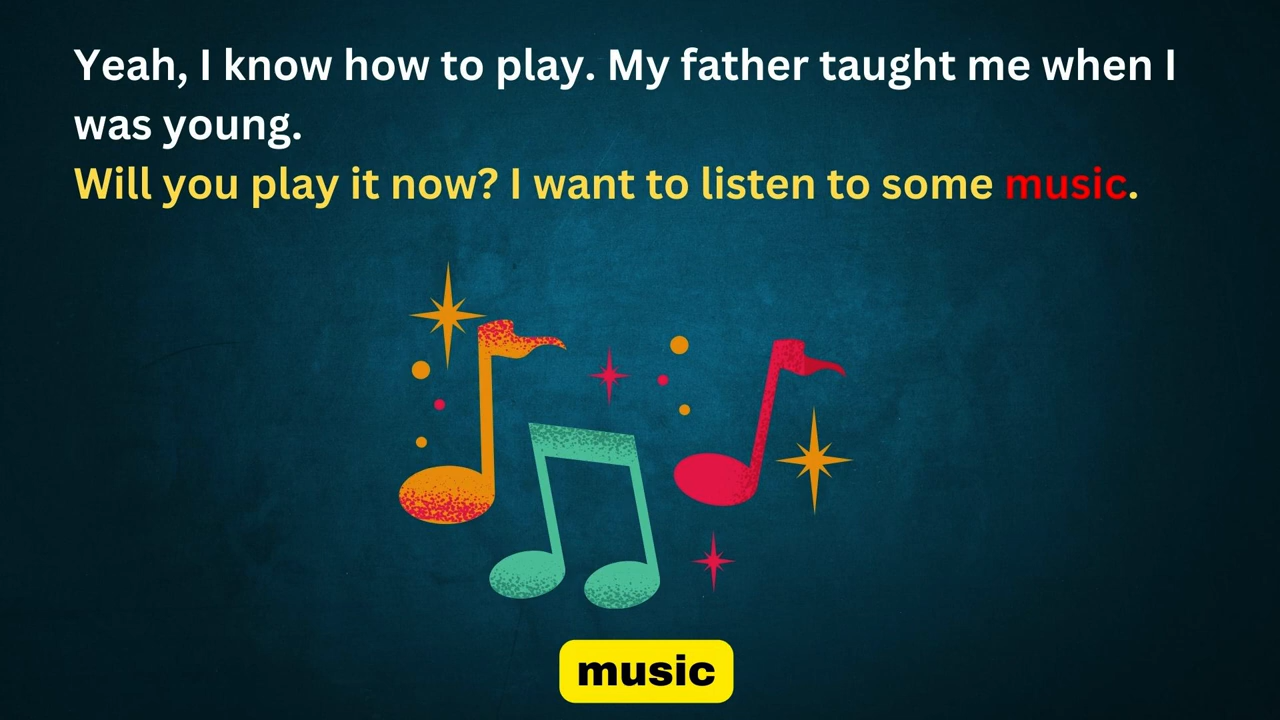 Yeah, I know how to play. My father taught me when I
was young.
Will you play it now? I want to listen to some music.
music